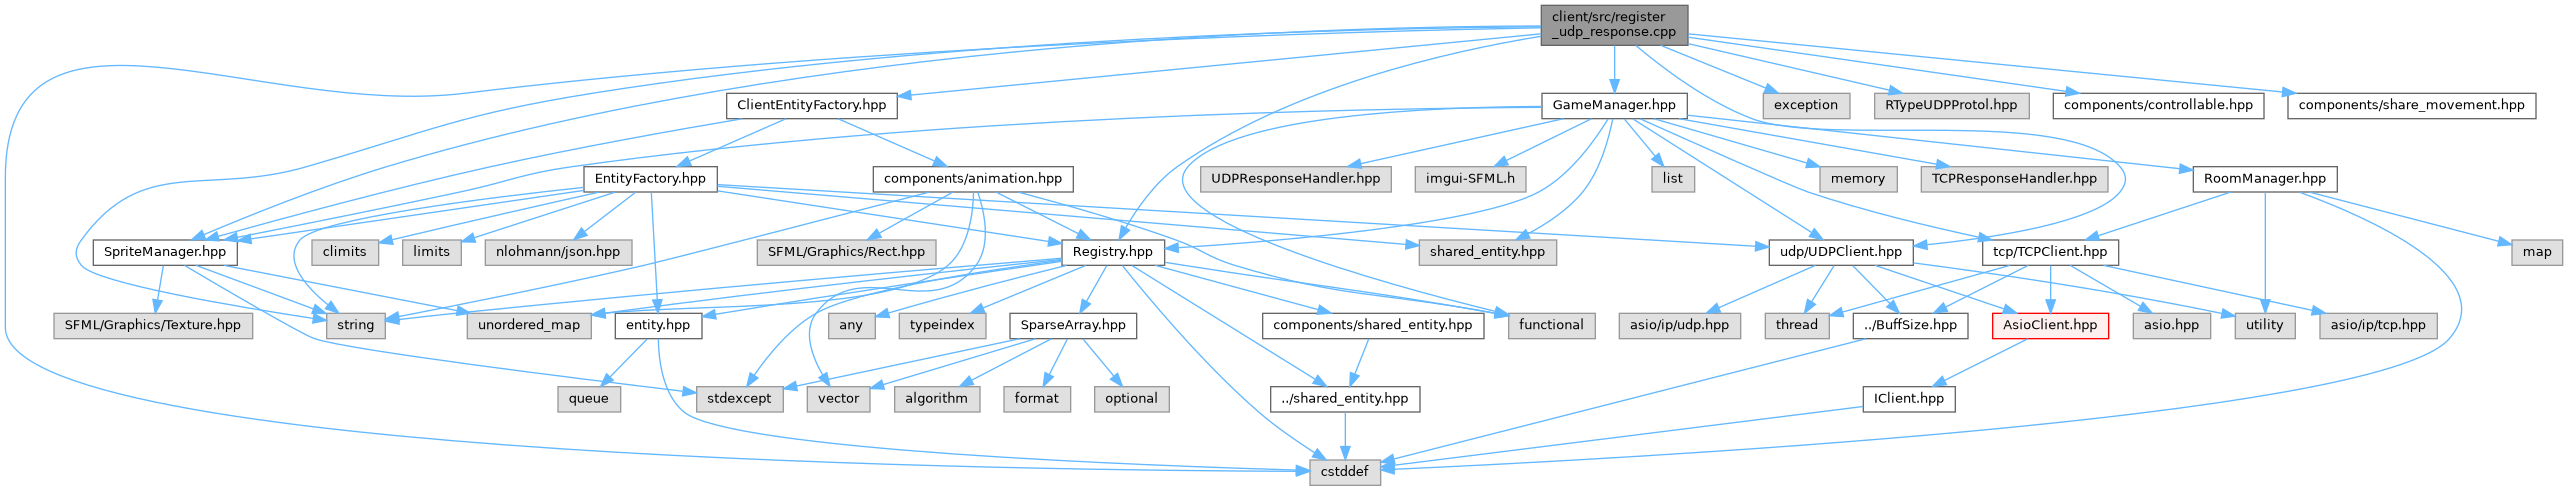 client/src/register
_udp_response.cpp
ClientEntityFactory.hpp
GameManager.hpp
exception
RTypeUDPProtol.hpp
components/controllable.hpp
components/share_movement.hpp
EntityFactory.hpp
components/animation.hpp
UDPResponseHandler.hpp
imgui-SFML.h
list
memory
TCPResponseHandler.hpp
RoomManager.hpp
SpriteManager.hpp
climits
limits
nlohmann/json.hpp
SFML/Graphics/Rect.hpp
Registry.hpp
shared_entity.hpp
udp/UDPClient.hpp
tcp/TCPClient.hpp
map
SFML/Graphics/Texture.hpp
string
unordered_map
entity.hpp
any
typeindex
SparseArray.hpp
components/shared_entity.hpp
functional
asio/ip/udp.hpp
thread
../BuffSize.hpp
AsioClient.hpp
asio.hpp
utility
asio/ip/tcp.hpp
queue
stdexcept
vector
algorithm
format
optional
../shared_entity.hpp
IClient.hpp
cstddef